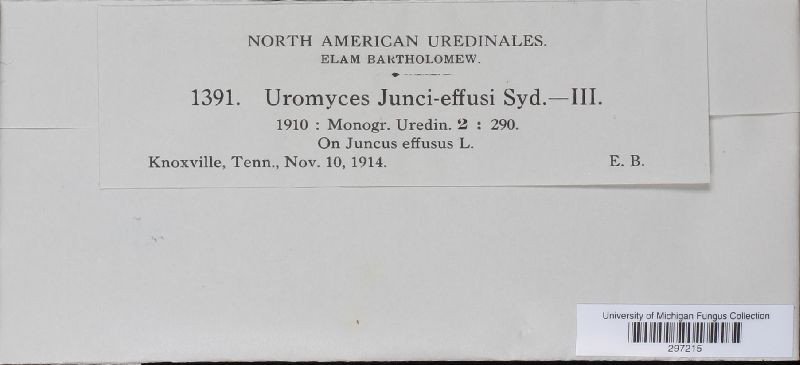 NORTH AMERICAN UREDINALES.
ELAM BARTHOLOMEW.
1391. Uromyces Junci-effusi Syd.—III.
1910 : Monogr. Uredin. 2 : 290.
On Juncus effusus L.
Knoxville, Tenn., Nov. 10, 1914. E. B.
University of Michigan Fungus Collection
297215